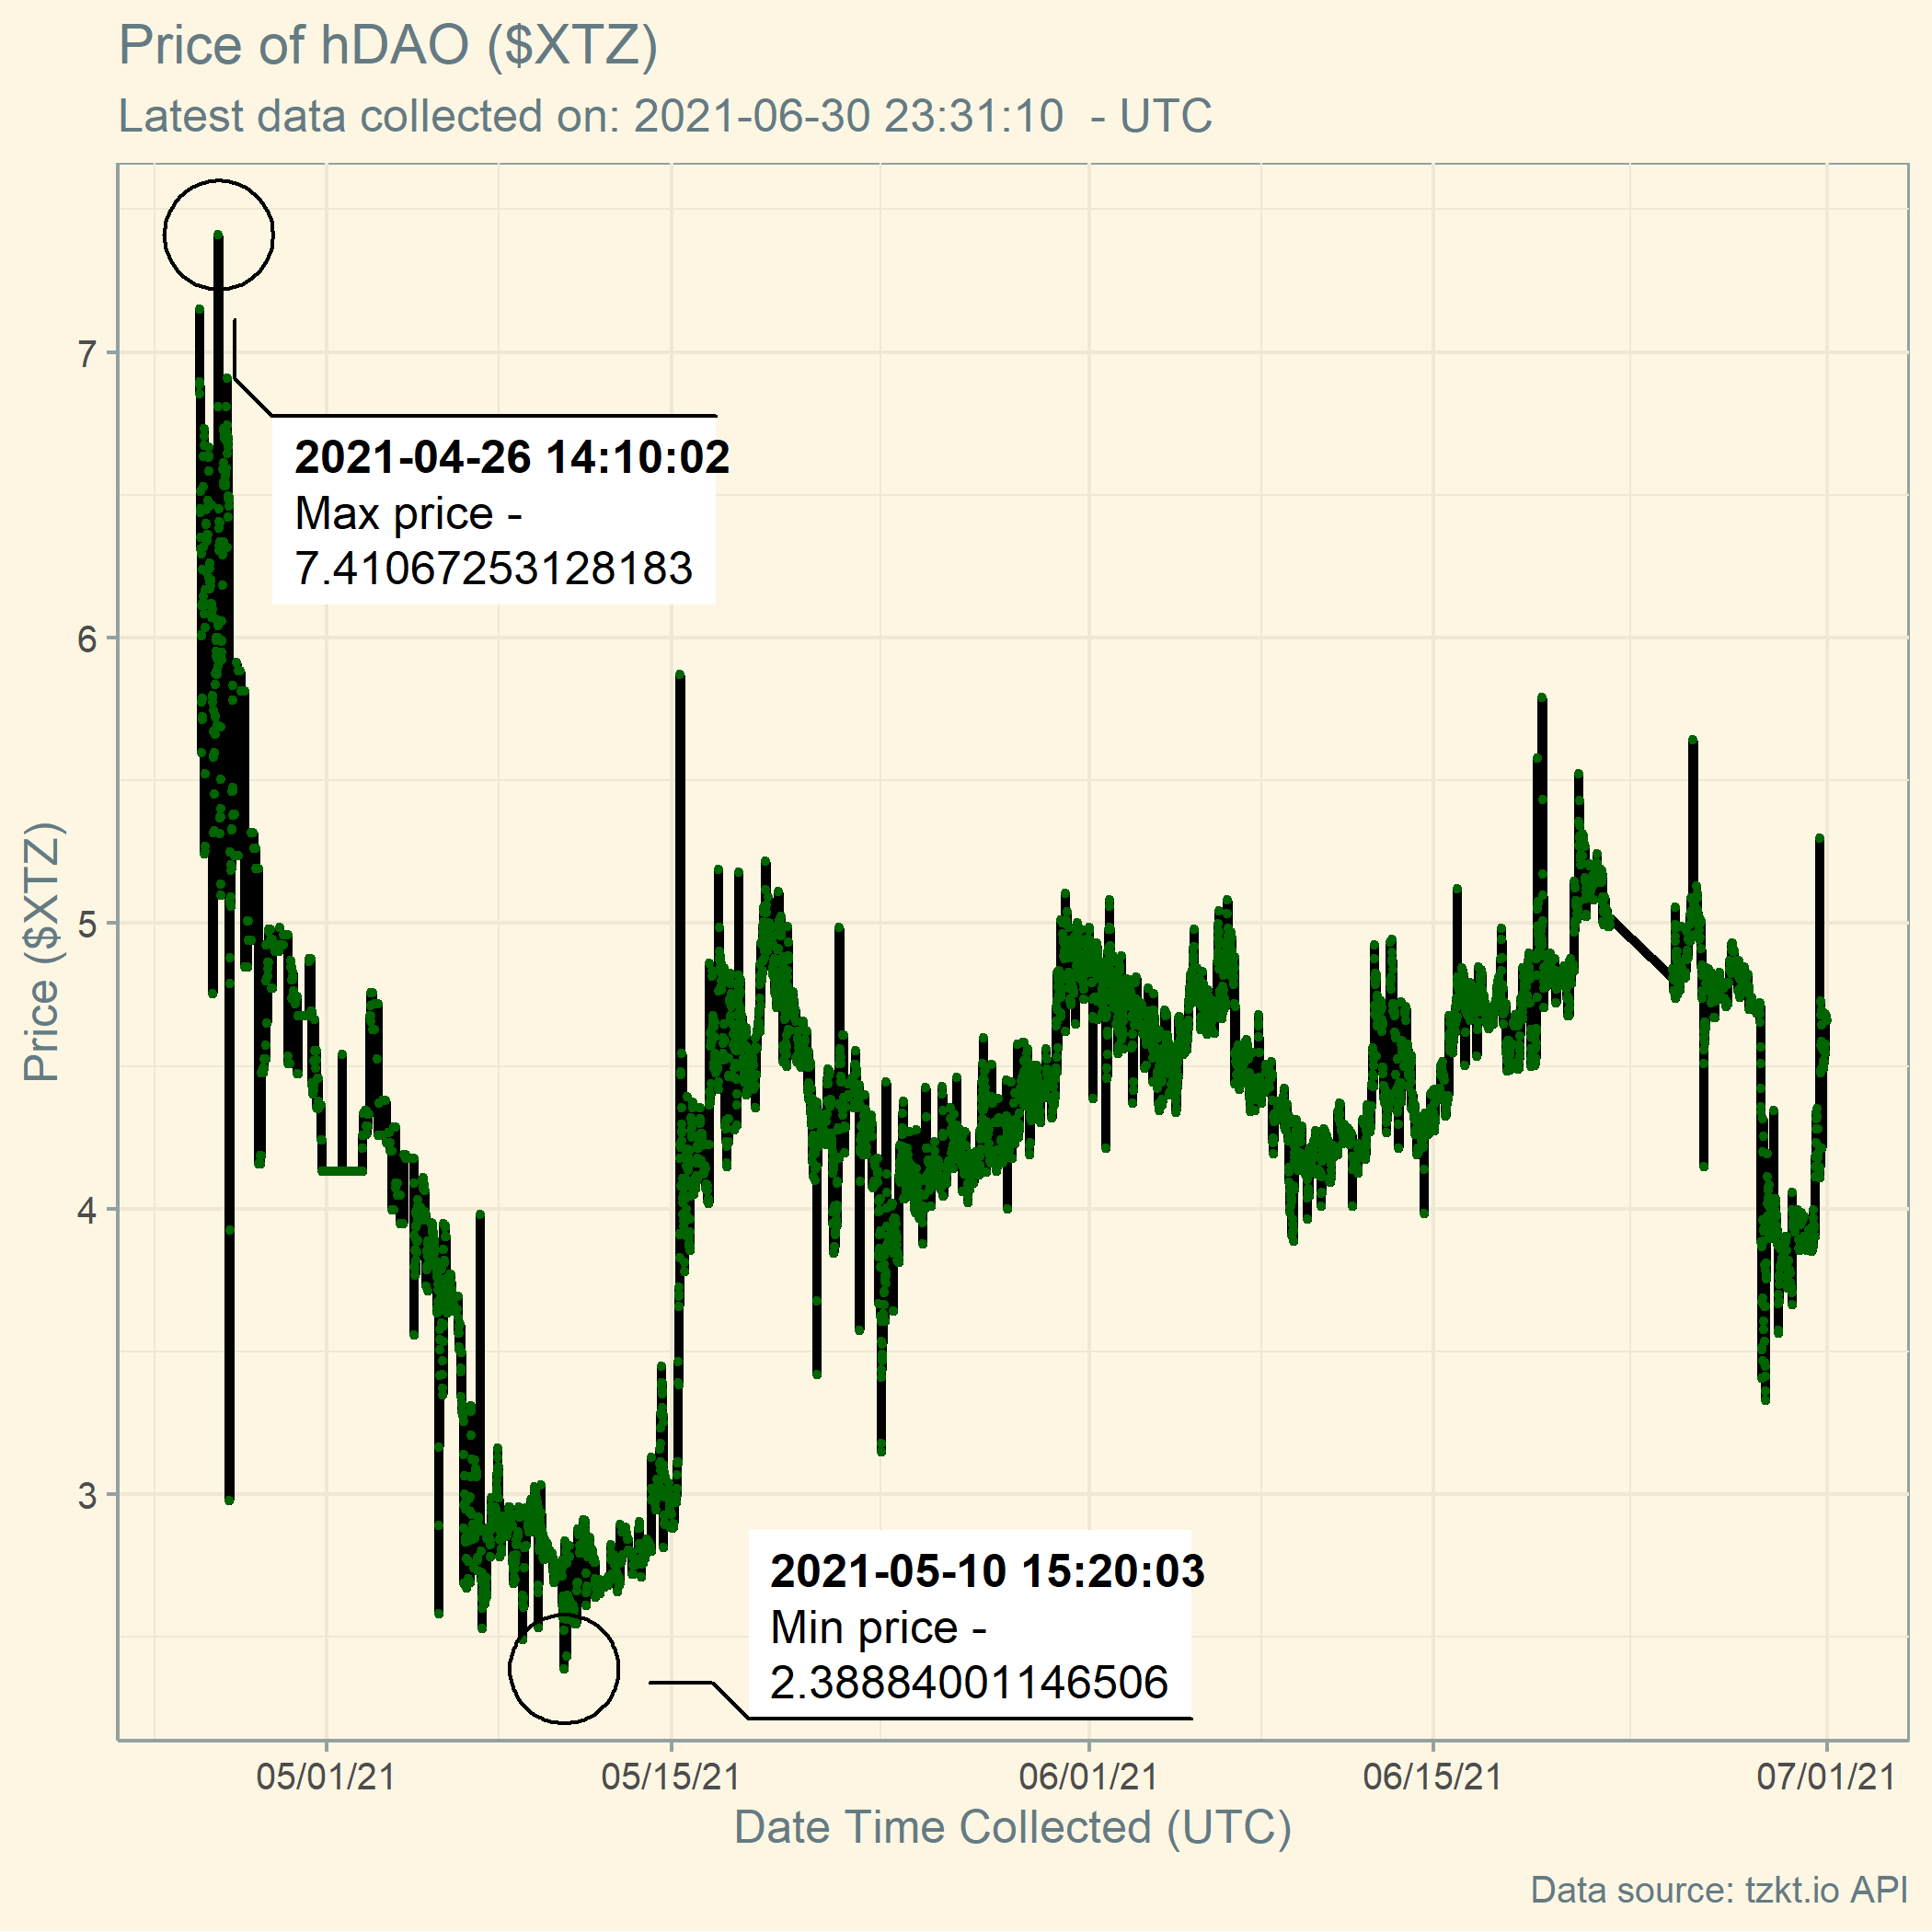 Price of hDAO ($XTZ)
Latest data collected on: 2021-06-30 23:31:10  - UTC
7
6
5
4
3
Price ($XTZ)
2021-04-26 14:10:02
Max price -
7.41067253128183
2021-05-10 15:20:03
Min price -
2.38884001146506
05/01/21
05/15/21
06/01/21
06/15/21
07/01/21
Date Time Collected (UTC)
Data source: tzkt.io API